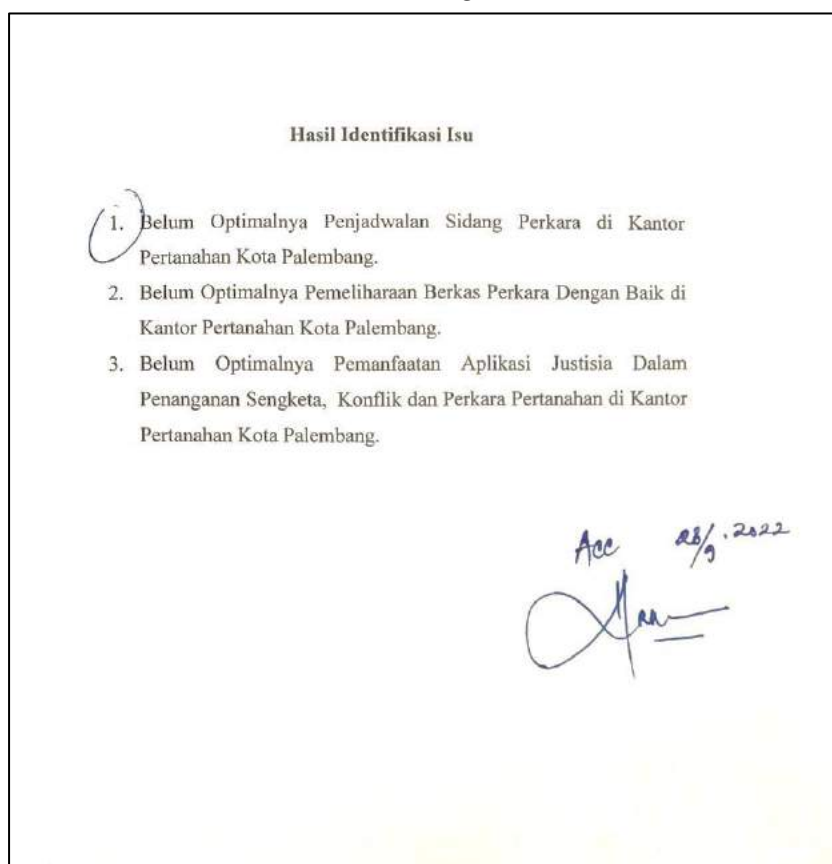 Hasil Identifikasi Isu
1. Belum Optimalnya Penjadwalan Sidang Perkara di Kantor
Pertanahan Kota Palembang.
2. Belum Optimalnya Pemeliharaan Berkas Perkara Dengan Baik di
Kantor Pertanahan Kota Palembang.
3. Belum Optimalnya Pemanfaatan Aplikasi Justisia Dalam
Penanganan Sengketa, Konflik dan Perkara Pertanahan di Kantor
Pertanahan Kota Palembang.
Acc 28/9.2022